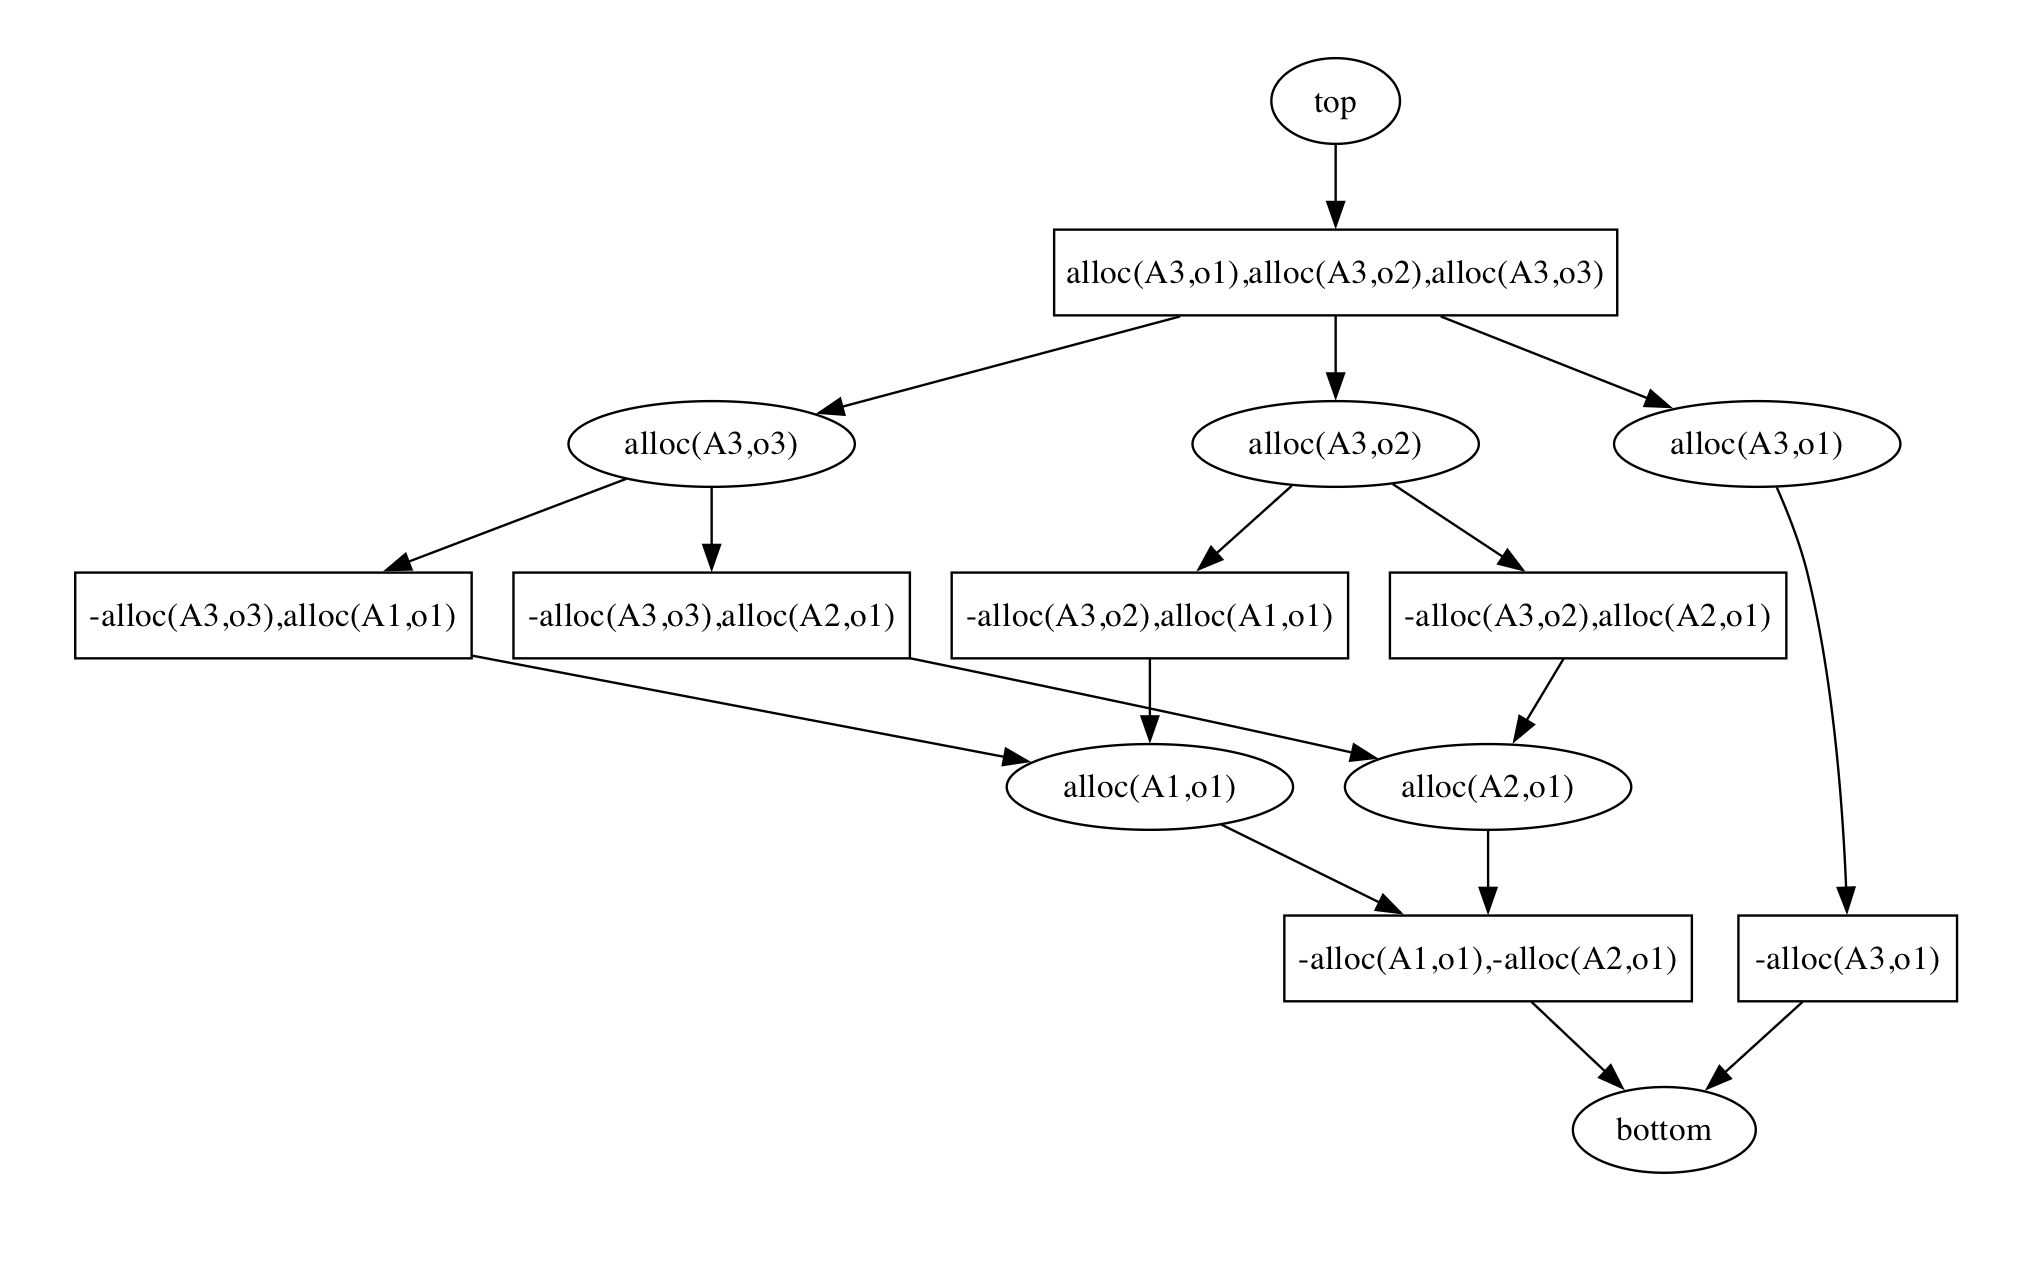 top
alloc(A3,o1),alloc(A3,o2),alloc(A3,o3)
alloc(A3,o3)
alloc(A3,o2)
alloc(A3,o1)
-alloc(A3,o3),alloc(A1,o1)
-alloc(A3,o3),alloc(A2,o1)
-alloc(A3,o2),alloc(A1,o1)
-alloc(A3,o2),alloc(A2,o1)
alloc(A1,o1)
alloc(A2,o1)
-alloc(A1,o1),-alloc(A2,o1)
-alloc(A3,o1)
bottom